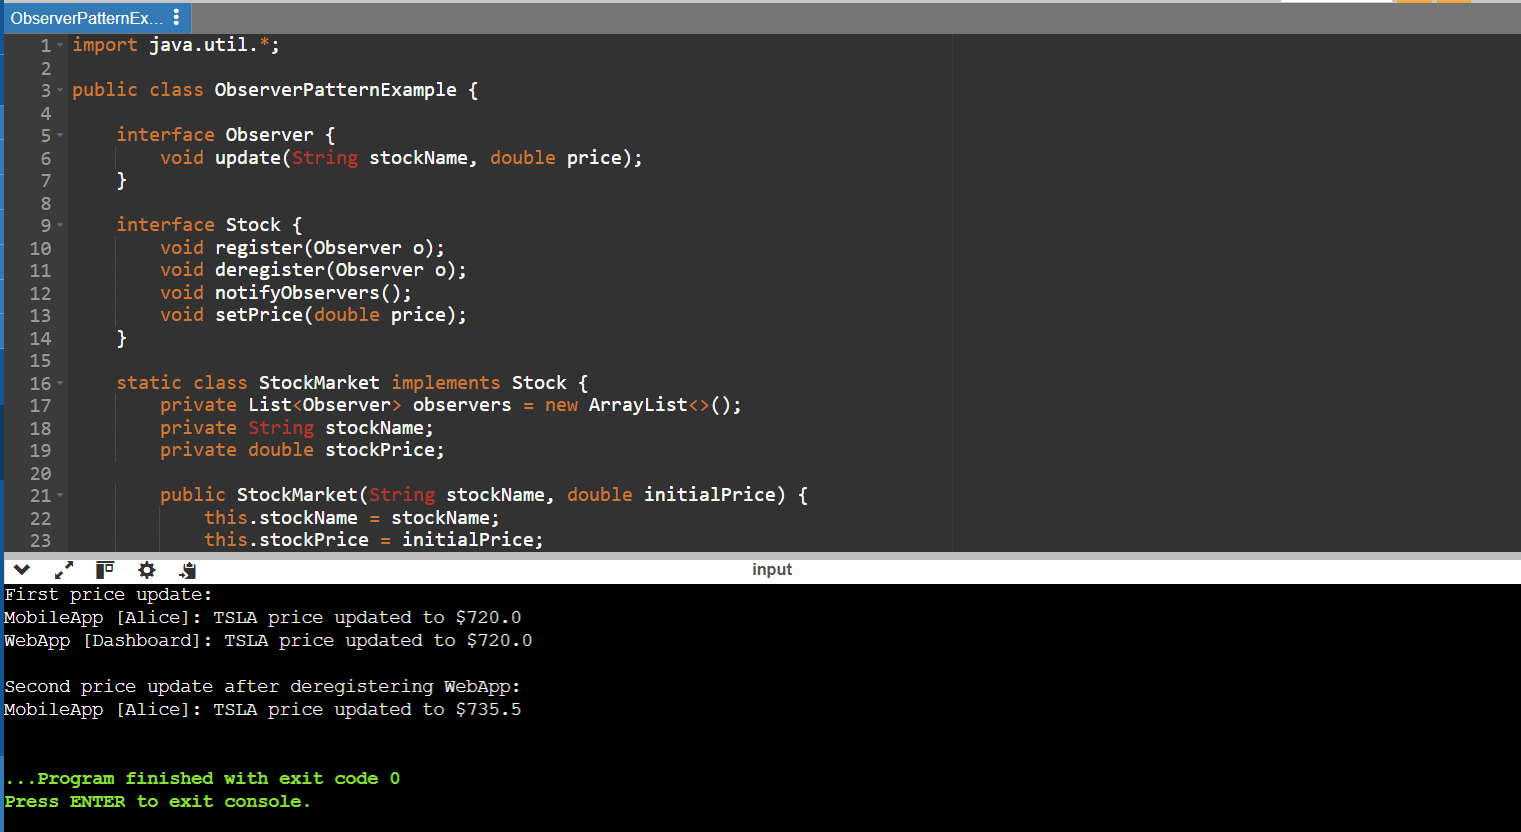 ObserverPatternEx...
1 import java.util.*;
2
3 public class ObserverPatternExample {
4
5     interface Observer {
6         void update(String stockName, double price);
7     }
8
9     interface Stock {
10         void register(Observer o);
11         void deregister(Observer o);
12         void notifyObservers();
13         void setPrice(double price);
14     }
15
16     static class StockMarket implements Stock {
17         private List<Observer> observers = new ArrayList<>();
18         private String stockName;
19         private double stockPrice;
20
21         public StockMarket(String stockName, double initialPrice) {
22             this.stockName = stockName;
23             this.stockPrice = initialPrice;
input
First price update:
MobileApp [Alice]: TSLA price updated to $720.0
WebApp [Dashboard]: TSLA price updated to $720.0

Second price update after deregistering WebApp:
MobileApp [Alice]: TSLA price updated to $735.5

...Program finished with exit code 0
Press ENTER to exit console.